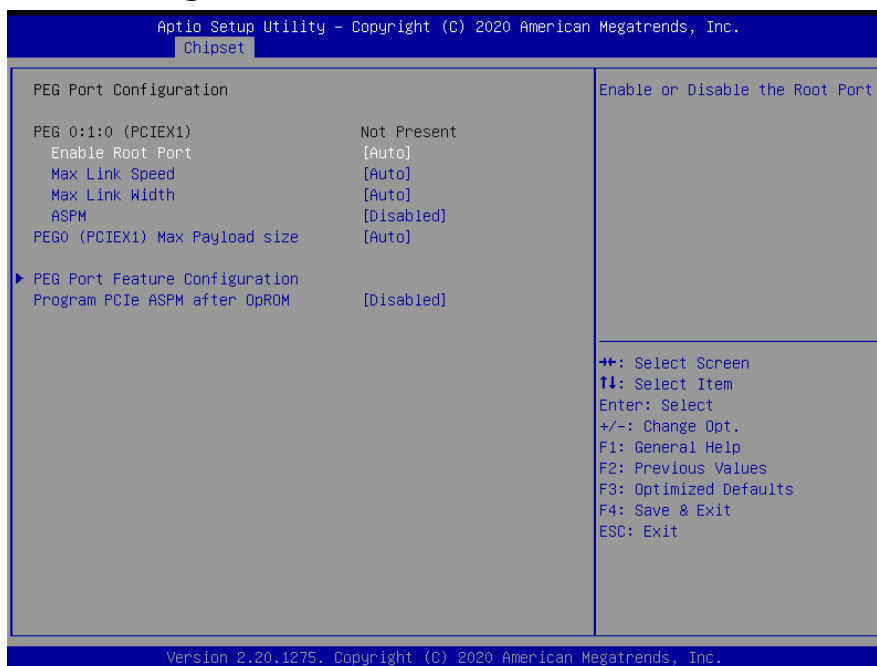 Aptio Setup Utility – Copyright (C) 2020 American Megatrends, Inc.
Chipset
PEG Port Configuration
PEG 0:1:0 (PCIEX1) Not Present
Enable Root Port [Auto]
Max Link Speed [Auto]
Max Link Width [Auto]
ASPM [Disabled]
PEG0 (PCIEX1) Max Payload size [Auto]
PEG Port Feature Configuration
Program PCIe ASPM after OpROM [Disabled]
Enable or Disable the Root Port
→←: Select Screen
↑↓: Select Item
Enter: Select
+/-: Change Opt.
F1: General Help
F2: Previous Values
F3: Optimized Defaults
F4: Save & Exit
ESC: Exit
Version 2.20.1275. Copyright (C) 2020 American Megatrends, Inc.